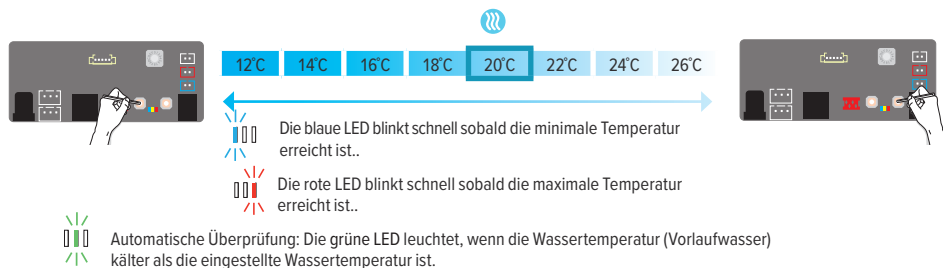 12°C 14°C 16°C 18°C 20°C 22°C 24°C 26°C
Die blaue LED blinkt schnell sobald die minimale Temperatur
erreicht ist..
Die rote LED blinkt schnell sobald die maximale Temperatur
erreicht ist..
Automatische Überprüfung: Die grüne LED leuchtet, wenn die Wassertemperatur (Vorlaufwasser)
kälter als die eingestellte Wassertemperatur ist.